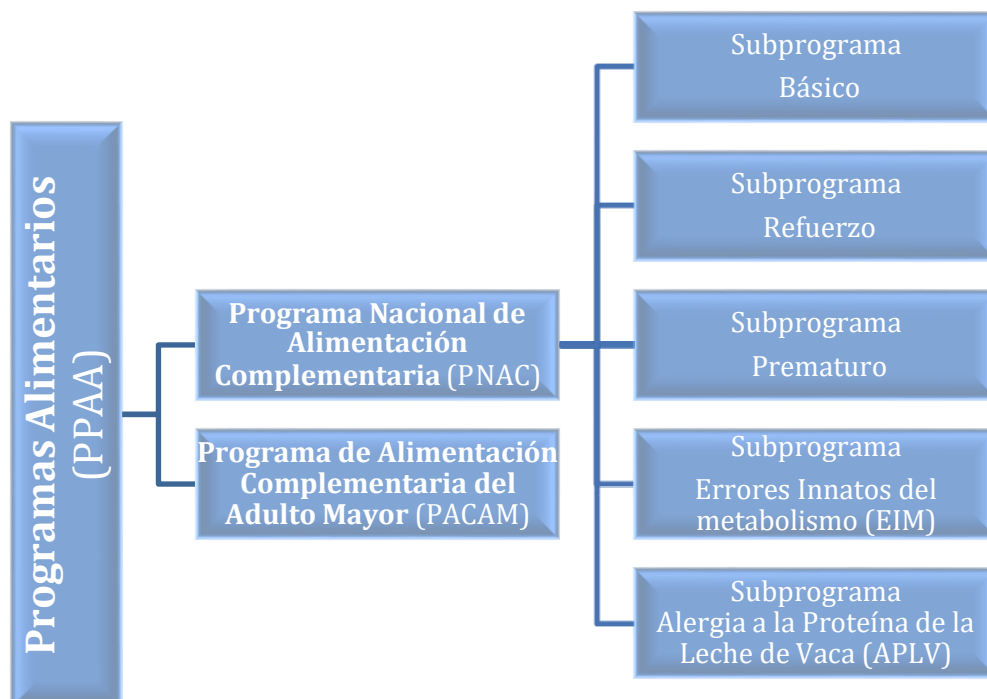 Programas Alimentarios
(PPAA)
Programa Nacional de
Alimentación
Complementaria (PNAC)
Programa de Alimentación
Complementaria del
Adulto Mayor (PACAM)
Subprograma
Básico
Subprograma
Refuerzo
Subprograma
Prematuro
Subprograma
Errores Innatos del
metabolismo (EIM)
Subprograma
Alergia a la Proteína de la
Leche de Vaca (APLV)